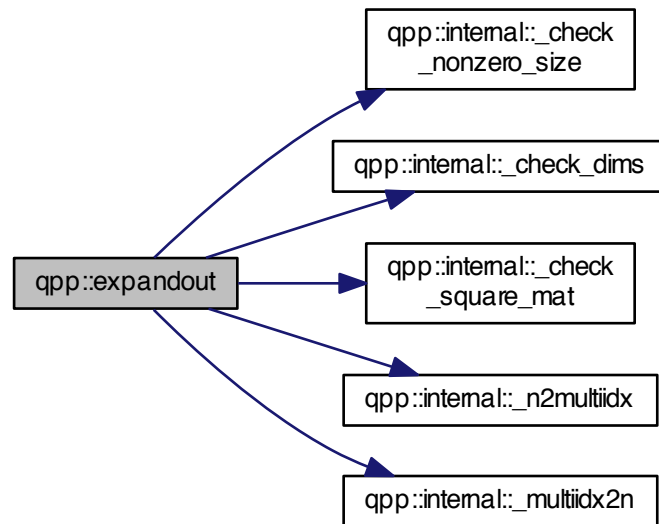 qpp::internal::_check
_nonzero_size
qpp::internal::_check_dims
qpp::expandout
qpp::internal::_check
_square_mat
qpp::internal::_n2multiidx
qpp::internal::_multiidx2n